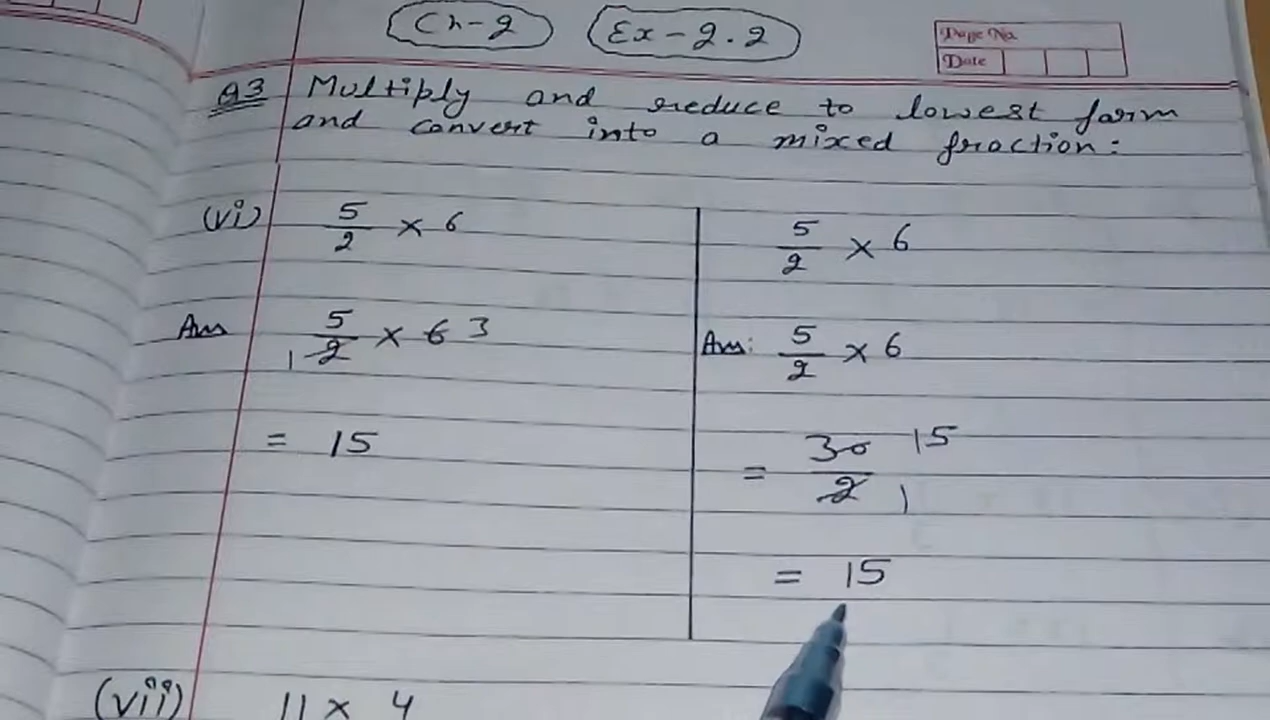 Ch-2 Ex-2.2
Page No.
Date
Q3 Multiply and reduce to lowest form
and convert into a mixed fraction:
(vi) 5/2 × 6
Ans 5/2 1 × 6 3
= 15
5/2 × 6
Ans: 5/2 × 6
= 30/2 15 1
= 15
(vii) 11 × 4